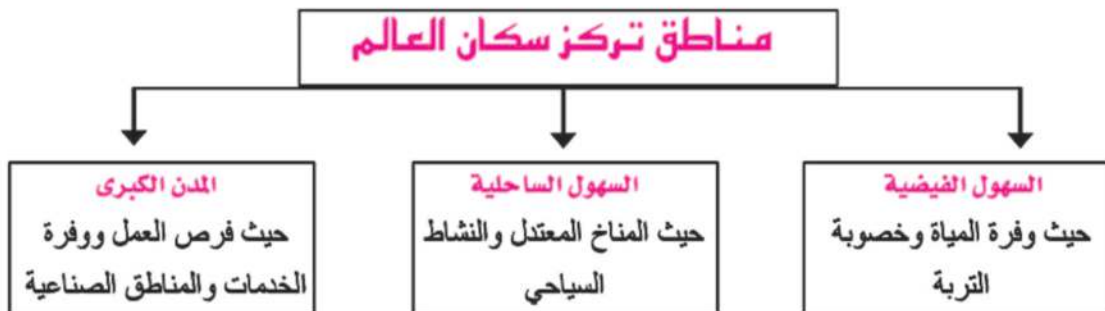 مناطق تركز سكان العالم
السهول الفيضية
حيث وفرة المياة وخصوبة
التربة
السهول الساحلية
حيث المناخ المعتدل والنشاط
السياحي
المدن الكبرى
حيث فرص العمل ووفرة
الخدمات والمناطق الصناعية